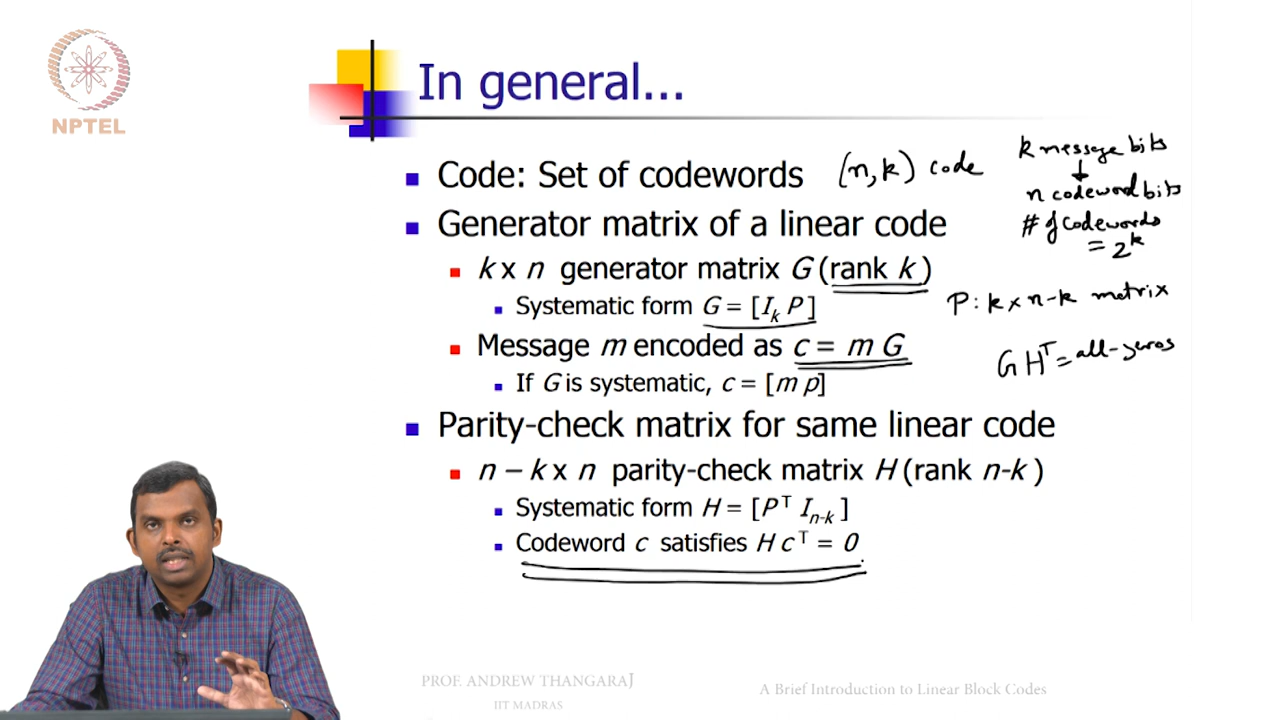 NPTEL
In general...
Code: Set of codewords (n,k) code
k message bits
↓
n codeword bits
# of codewords
= 2^k
Generator matrix of a linear code
k x n generator matrix G (rank k)
Systematic form G = [I_k P]
P: k x n-k matrix
Message m encoded as c = m G
G H^T = all-zeros
If G is systematic, c = [m p]
Parity-check matrix for same linear code
n – k x n parity-check matrix H (rank n-k)
Systematic form H = [P^T I_n-k]
Codeword c satisfies H c^T = 0
PROF. ANDREW THANGARAJ
IIT MADRAS
A Brief Introduction to Linear Block Codes